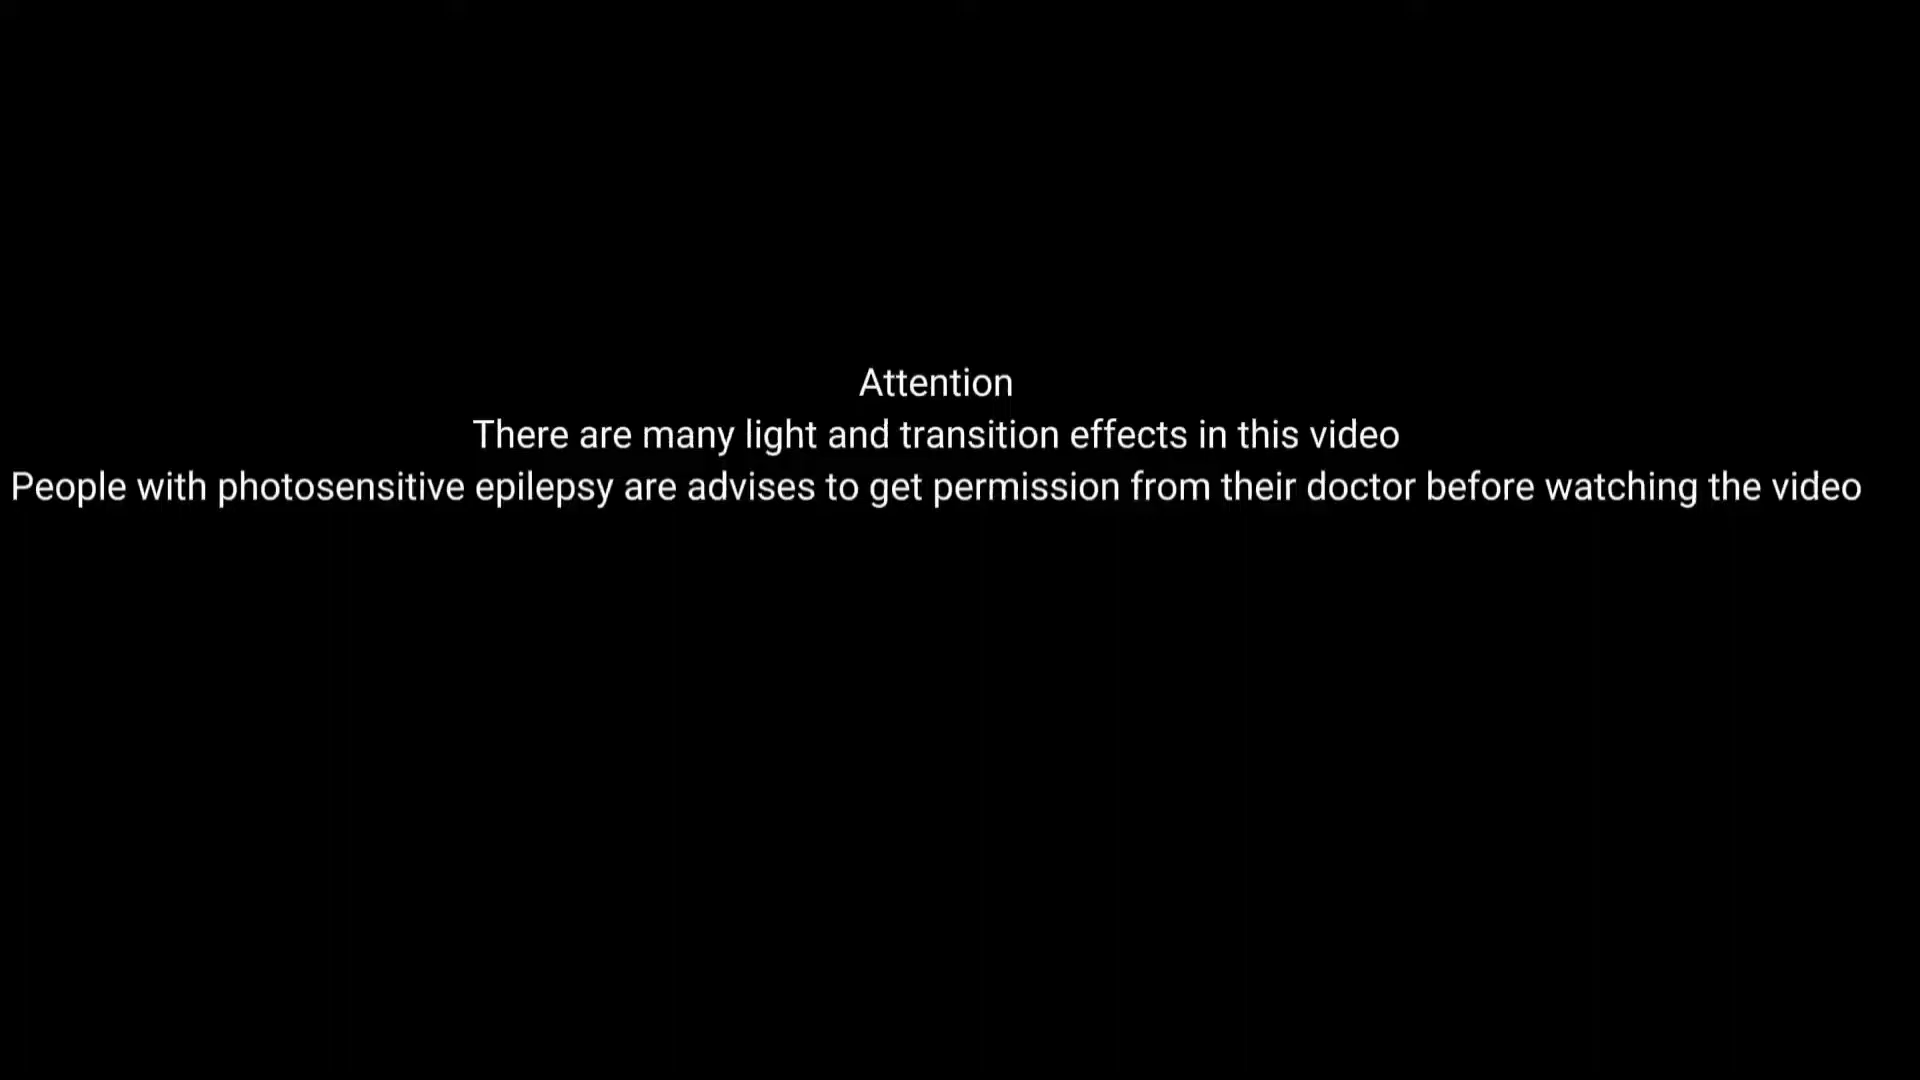 Attention
There are many light and transition effects in this video
People with photosensitive epilepsy are advises to get permission from their doctor before watching the video